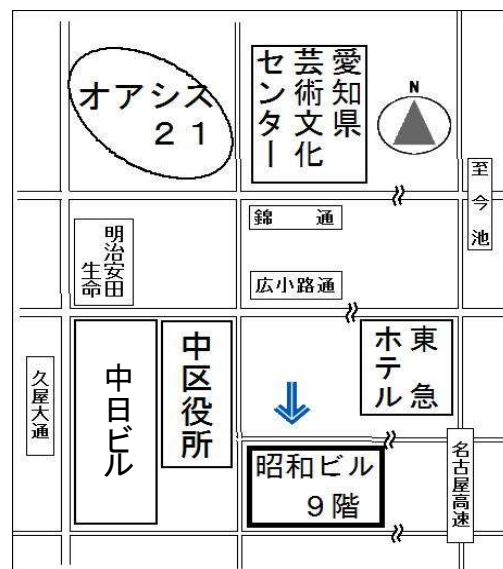 オアシス
２１
愛知県
芸術文化
センター
N
至今池
錦通
明治安田
生命
広小路通
東急
ホテル
中区役所
中日ビル
久屋大通
昭和ビル
９階
名古屋高速